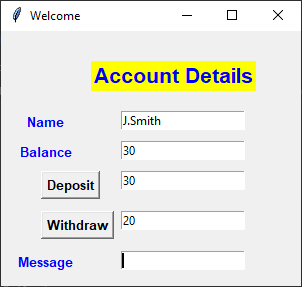 Welcome
Account Details
Name J.Smith
Balance 30
Deposit 30
Withdraw 20
Message